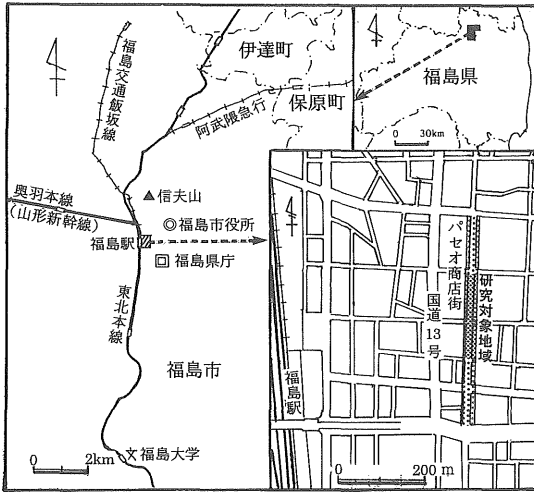 福島交通飯坂線
伊達町
保原町
阿武隈急行
奥羽本線
(山形新幹線)
信夫山
福島市役所
福島駅
福島県庁
東北本線
福島市
福島大学
0 2km
福島県
0 30km
パセオ商店街
研究対象地域
国道13号
福島駅
0 200 m